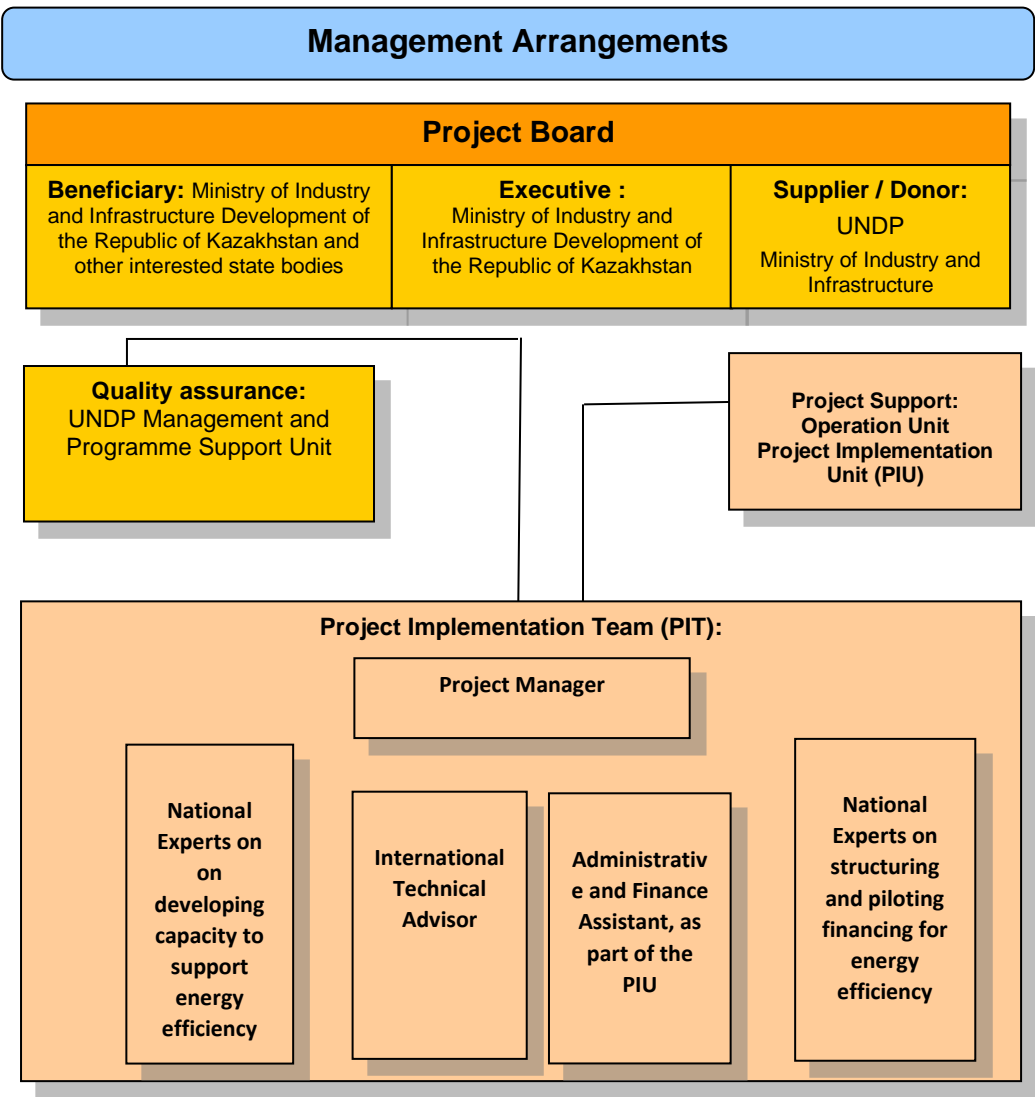 Management Arrangements
Project Board
Beneficiary: Ministry of Industry
and Infrastructure Development of
the Republic of Kazakhstan and
other interested state bodies
Executive :
Ministry of Industry and
Infrastructure Development of
the Republic of Kazakhstan
Supplier / Donor:
UNDP
Ministry of Industry and
Infrastructure
Quality assurance:
UNDP Management and
Programme Support Unit
Project Support:
Operation Unit
Project Implementation
Unit (PIU)
Project Implementation Team (PIT):
Project Manager
National
Experts on
on
developing
capacity to
support
energy
efficiency
International
Technical
Advisor
Administrativ
e and Finance
Assistant, as
part of the
PIU
National
Experts on
structuring
and piloting
financing for
energy
efficiency